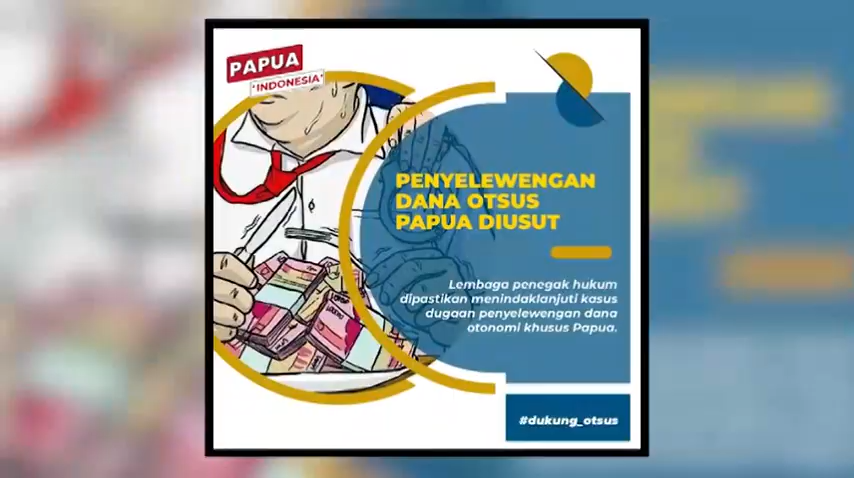 PAPUA
"INDONESIA"
PENYELEWENGAN
DANA OTSUS
PAPUA DIUSUT
Lembaga penegak hukum
dipastikan menindaklanjuti kasus
dugaan penyelewengan dana
otonomi khusus Papua.
#dukung_otsus